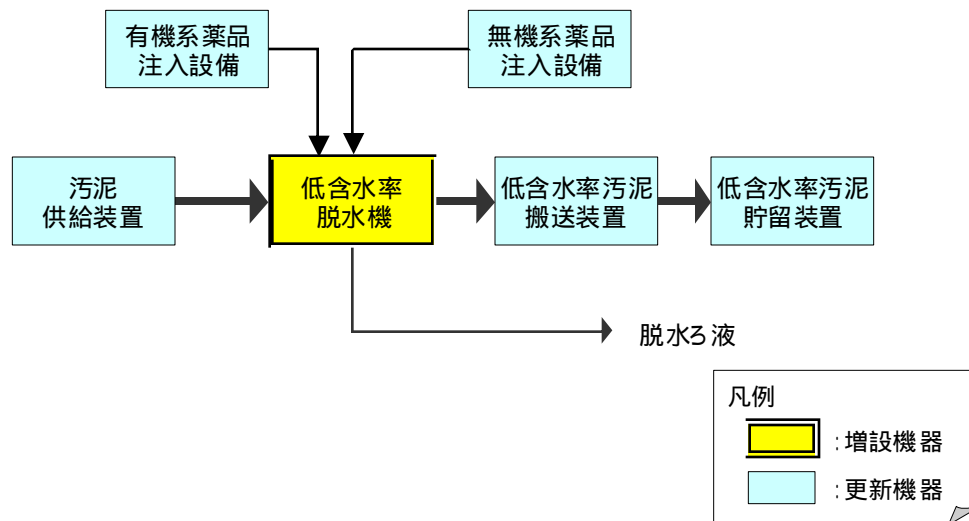 有機系薬品
注入設備
無機系薬品
注入設備
汚泥
供給装置
低含水率
脱水機
低含水率汚泥
搬送装置
低含水率汚泥
貯留装置
脱水ろ液
凡例
:増設機器
:更新機器